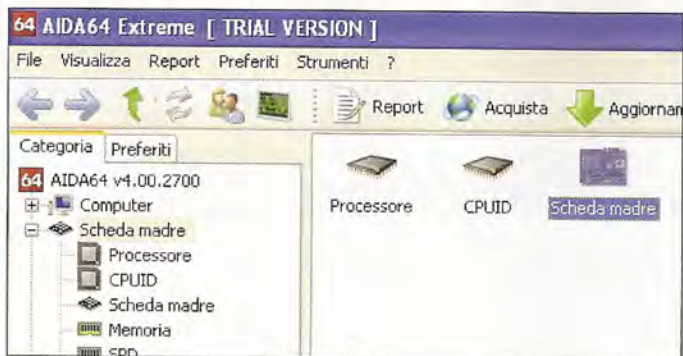 64 AIDA64 Extreme [ TRIAL VERSION ]
File Visualizza Report Preferiti Strumenti ?
Report Acquista Aggiornan
Categoria Preferiti
64 AIDA64 v4.00.2700
Computer
Scheda madre
Processore
CPUID
Scheda madre
Memoria
SPD
Processore CPUID Scheda madre